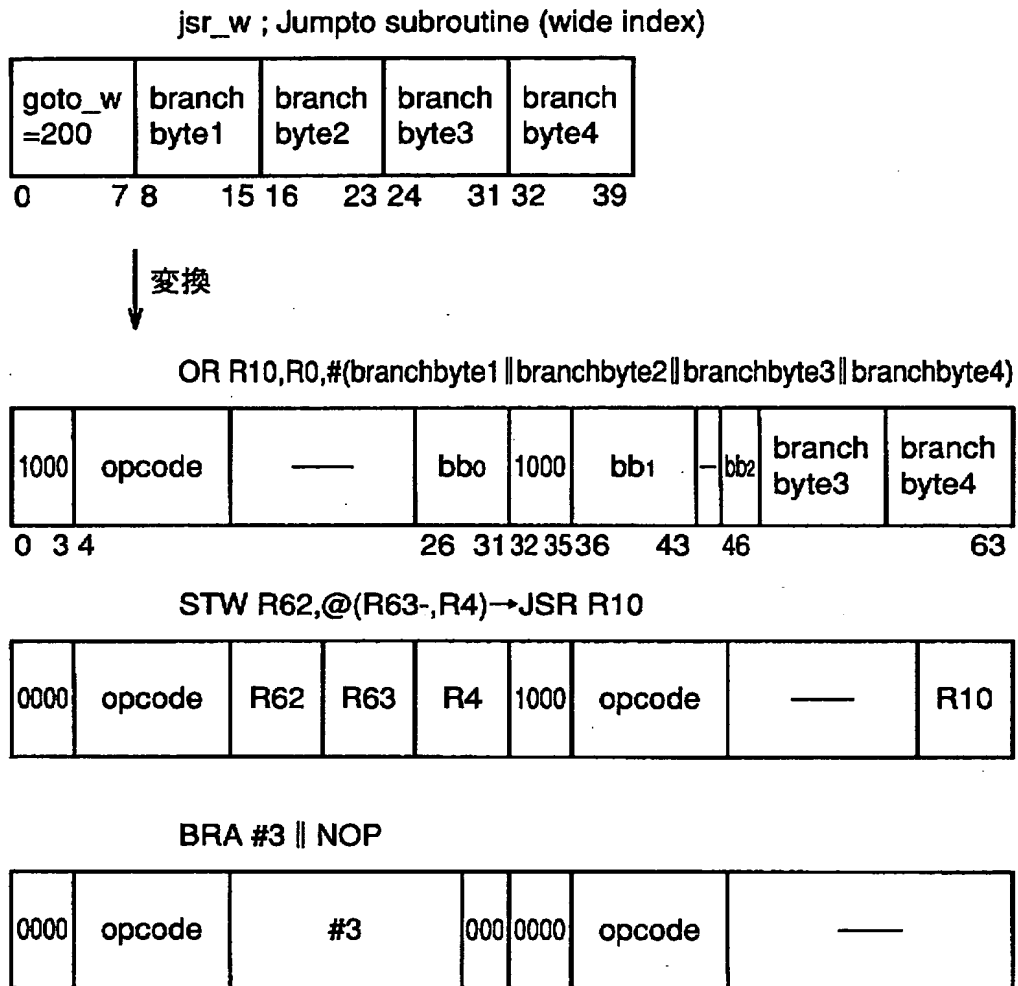 jsr_w ; Jumpto subroutine (wide index)
goto_w branch branch branch branch
=200 byte1 byte2 byte3 byte4
0 7 8 15 16 23 24 31 32 39
変換
OR R10,R0,#(branchbyte1∥branchbyte2∥branchbyte3∥branchbyte4)
1000 opcode — bb0 1000 bb1 – bb2 branch branch
byte3 byte4
0 3 4 26 31 32 35 36 43 46 63
STW R62,@(R63-,R4)→JSR R10
0000 opcode R62 R63 R4 1000 opcode — R10
BRA #3 ∥ NOP
0000 opcode #3 000 0000 opcode —